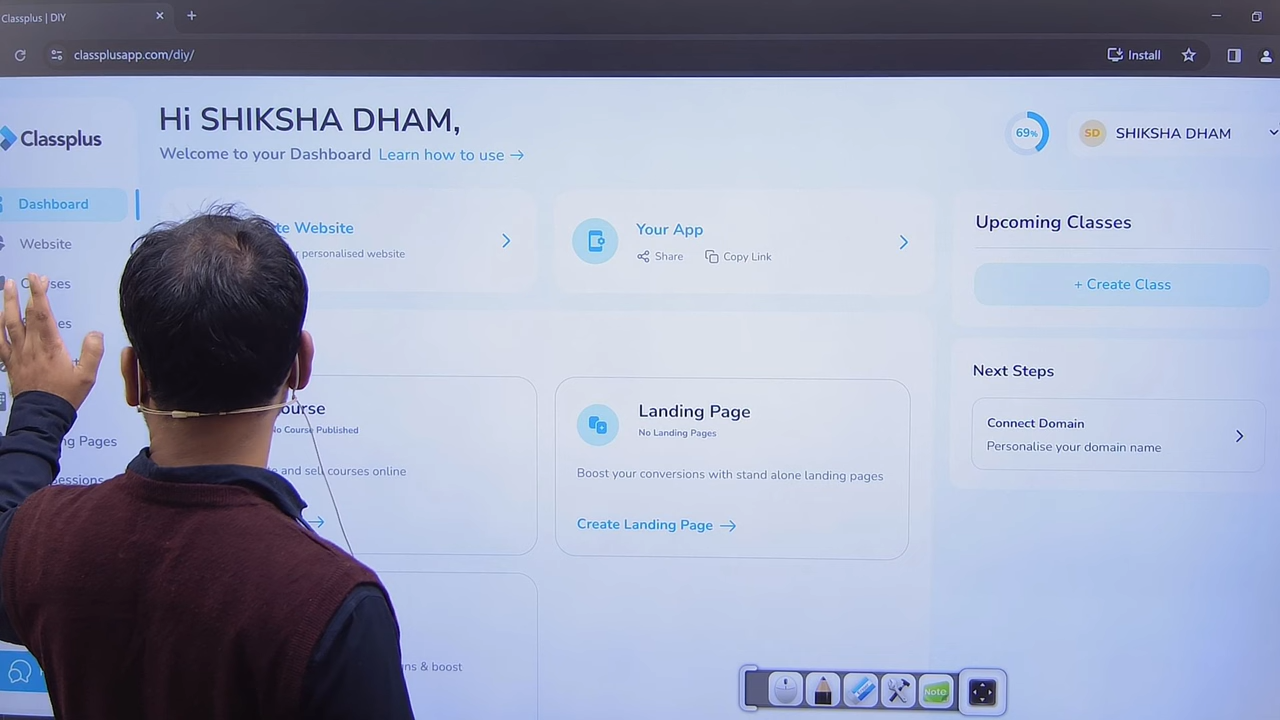 Classplus | DIY
classplusapp.com/diy/
Install
Hi SHIKSHA DHAM,
Welcome to your Dashboard Learn how to use →
69%
SD SHIKSHA DHAM
Classplus
Dashboard
Website
Website
personalised website
Your App
Share Copy Link
Upcoming Classes
+ Create Class
Next Steps
Connect Domain
Personalise your domain name
No Course Published
and sell courses online
Landing Page
No Landing Pages
Boost your conversions with stand alone landing pages
Create Landing Page →
Pages
& boost
Note